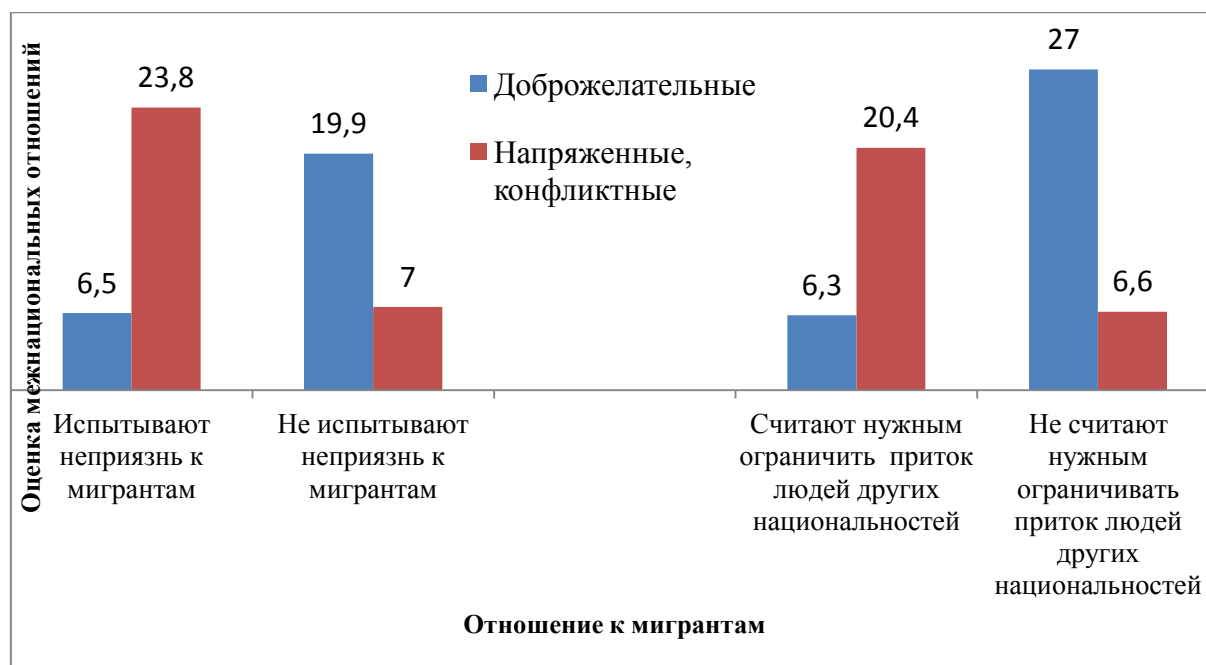 Оценка межнациональных отношений
23,8
19,9
6,5
7
Доброжелательные
Напряженные,
конфликтные
27
20,4
6,3
6,6
Испытывают
неприязнь к
мигрантам
Не испытывают
неприязнь к
мигрантам
Считают нужным
ограничить приток
людей других
национальностей
Не считают
нужным
ограничивать
приток людей
других
национальностей
Отношение к мигрантам